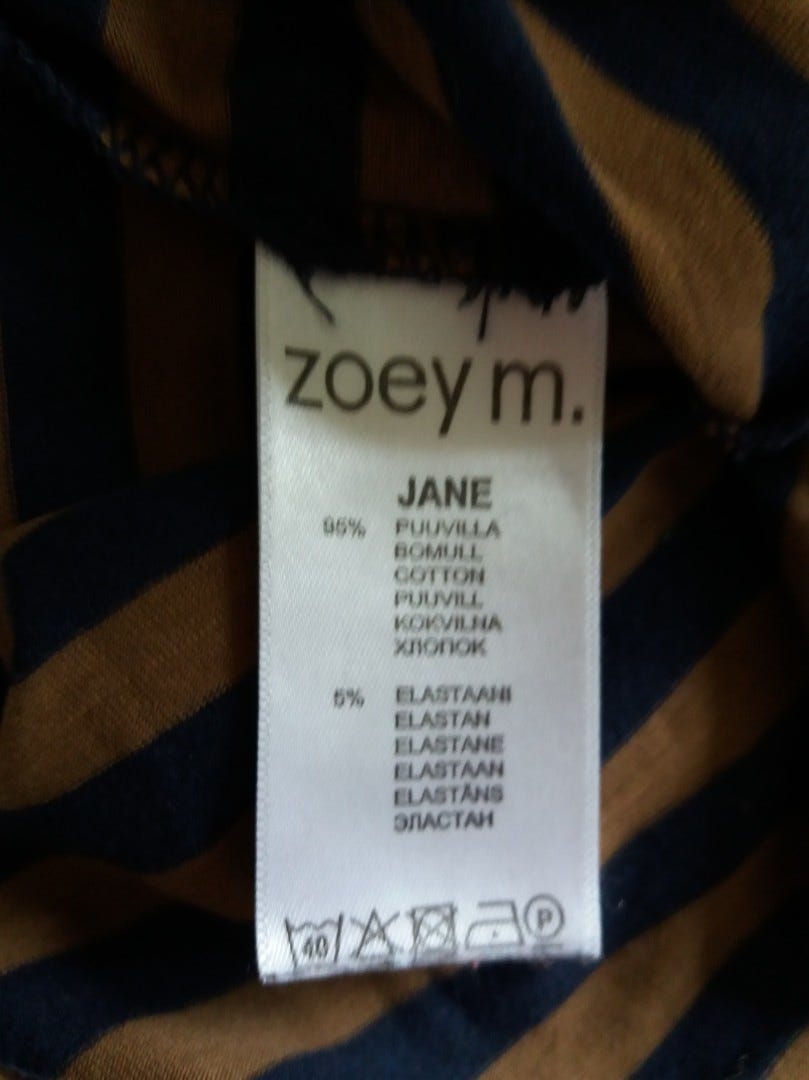 zoey m.
JANE
95% PUUVILLA
BOMULL
COTTON
PUUVILL
KOKVILNA
ХЛОПОК
5% ELASTAANI
ELASTAN
ELASTANE
ELASTAAN
ELASTĀNS
ЭЛАСТАН
40 P